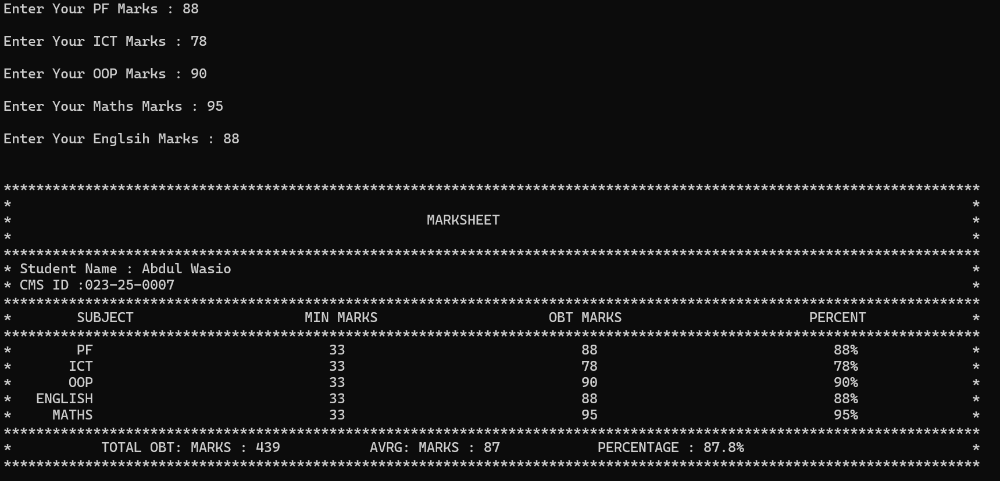 Enter Your PF Marks : 88
Enter Your ICT Marks : 78
Enter Your OOP Marks : 90
Enter Your Maths Marks : 95
Enter Your Englsih Marks : 88
************************************************************************************************************************
* *
* MARKSHEET *
* *
************************************************************************************************************************
* Student Name : Abdul Wasio *
* CMS ID :023-25-0007 *
************************************************************************************************************************
* SUBJECT MIN MARKS OBT MARKS PERCENT *
************************************************************************************************************************
* PF 33 88 88% *
* ICT 33 78 78% *
* OOP 33 90 90% *
* ENGLISH 33 88 88% *
* MATHS 33 95 95% *
************************************************************************************************************************
* TOTAL OBT: MARKS : 439 AVRG: MARKS : 87 PERCENTAGE : 87.8% *
************************************************************************************************************************